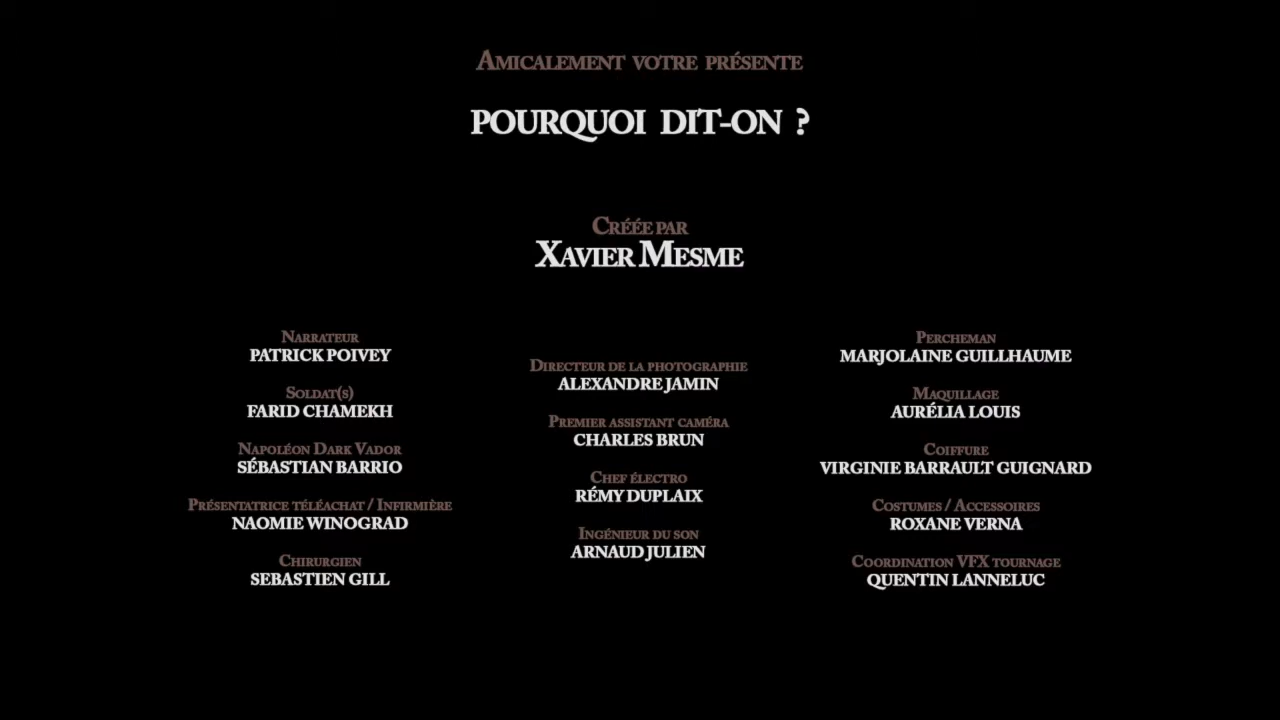 Amicalement votre présente
POURQUOI DIT-ON ?
Créée par
Xavier Mesme
Narrateur
PATRICK POIVEY
Soldat(s)
FARID CHAMEKH
Napoléon Dark Vador
SÉBASTIAN BARRIO
Présentatrice téléachat / Infirmière
NAOMIE WINOGRAD
Chirurgien
SEBASTIEN GILL
Directeur de la photographie
ALEXANDRE JAMIN
Premier assistant caméra
CHARLES BRUN
Chef électro
RÉMY DUPLAIX
Ingénieur du son
ARNAUD JULIEN
Percheman
MARJOLAINE GUILLHAUME
Maquillage
AURÉLIA LOUIS
Coiffure
VIRGINIE BARRAULT GUIGNARD
Costumes / Accessoires
ROXANE VERNA
Coordination VFX tournage
QUENTIN LANNELUC